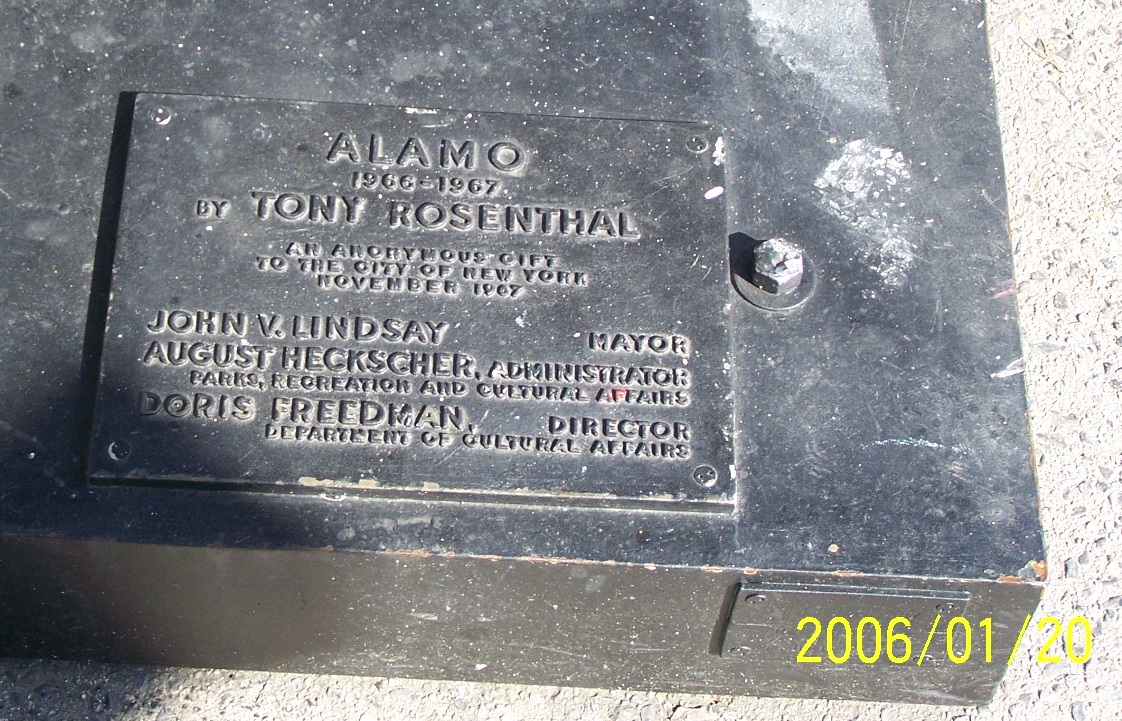 ALAMO
1966-1967
BY TONY ROSENTHAL
AN ANONYMOUS GIFT
TO THE CITY OF NEW YORK
NOVEMBER 1967
JOHN V. LINDSAY MAYOR
AUGUST HECKSCHER, ADMINISTRATOR
PARKS, RECREATION AND CULTURAL AFFAIRS
DORIS FREEDMAN, DIRECTOR
DEPARTMENT OF CULTURAL AFFAIRS
2006/01/20